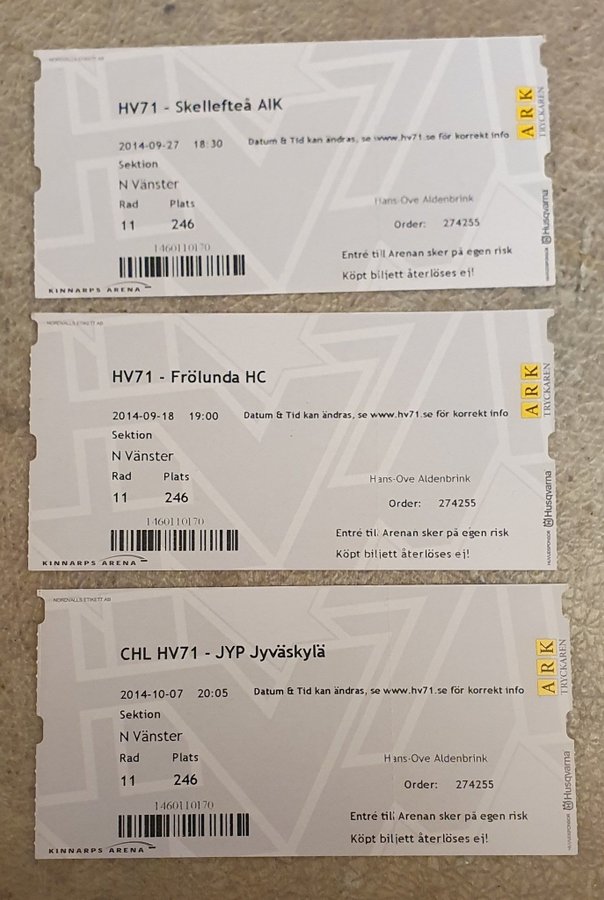 NORDVALLS ETIKETT AB
HV71 - Skellefteå AIK
ARK
TRYCKAREN
2014-09-27 18:30 Datum & Tid kan ändras, se www.hv71.se för korrekt info
Sektion
N Vänster
Rad Plats
Hans-Ove Aldenbrink
11 246
Order: 274255
1460110170
Entré till Arenan sker på egen risk
Köpt biljett återlöses ej!
KINNARPS ARENA
HUVUDSPONSOR Husqvarna
NORDVALLS ETIKETT AB
HV71 - Frölunda HC
ARK
TRYCKAREN
2014-09-18 19:00 Datum & Tid kan ändras, se www.hv71.se för korrekt info
Sektion
N Vänster
Rad Plats
Hans-Ove Aldenbrink
11 246
Order: 274255
1460110170
Entré till Arenan sker på egen risk
Köpt biljett återlöses ej!
KINNARPS ARENA
HUVUDSPONSOR Husqvarna
NORDVALLS ETIKETT AB
CHL HV71 - JYP Jyväskylä
ARK
TRYCKAREN
2014-10-07 20:05 Datum & Tid kan ändras, se www.hv71.se för korrekt info
Sektion
N Vänster
Rad Plats
Hans-Ove Aldenbrink
11 246
Order: 274255
1460110170
Entré till Arenan sker på egen risk
Köpt biljett återlöses ej!
KINNARPS ARENA
HUVUDSPONSOR Husqvarna